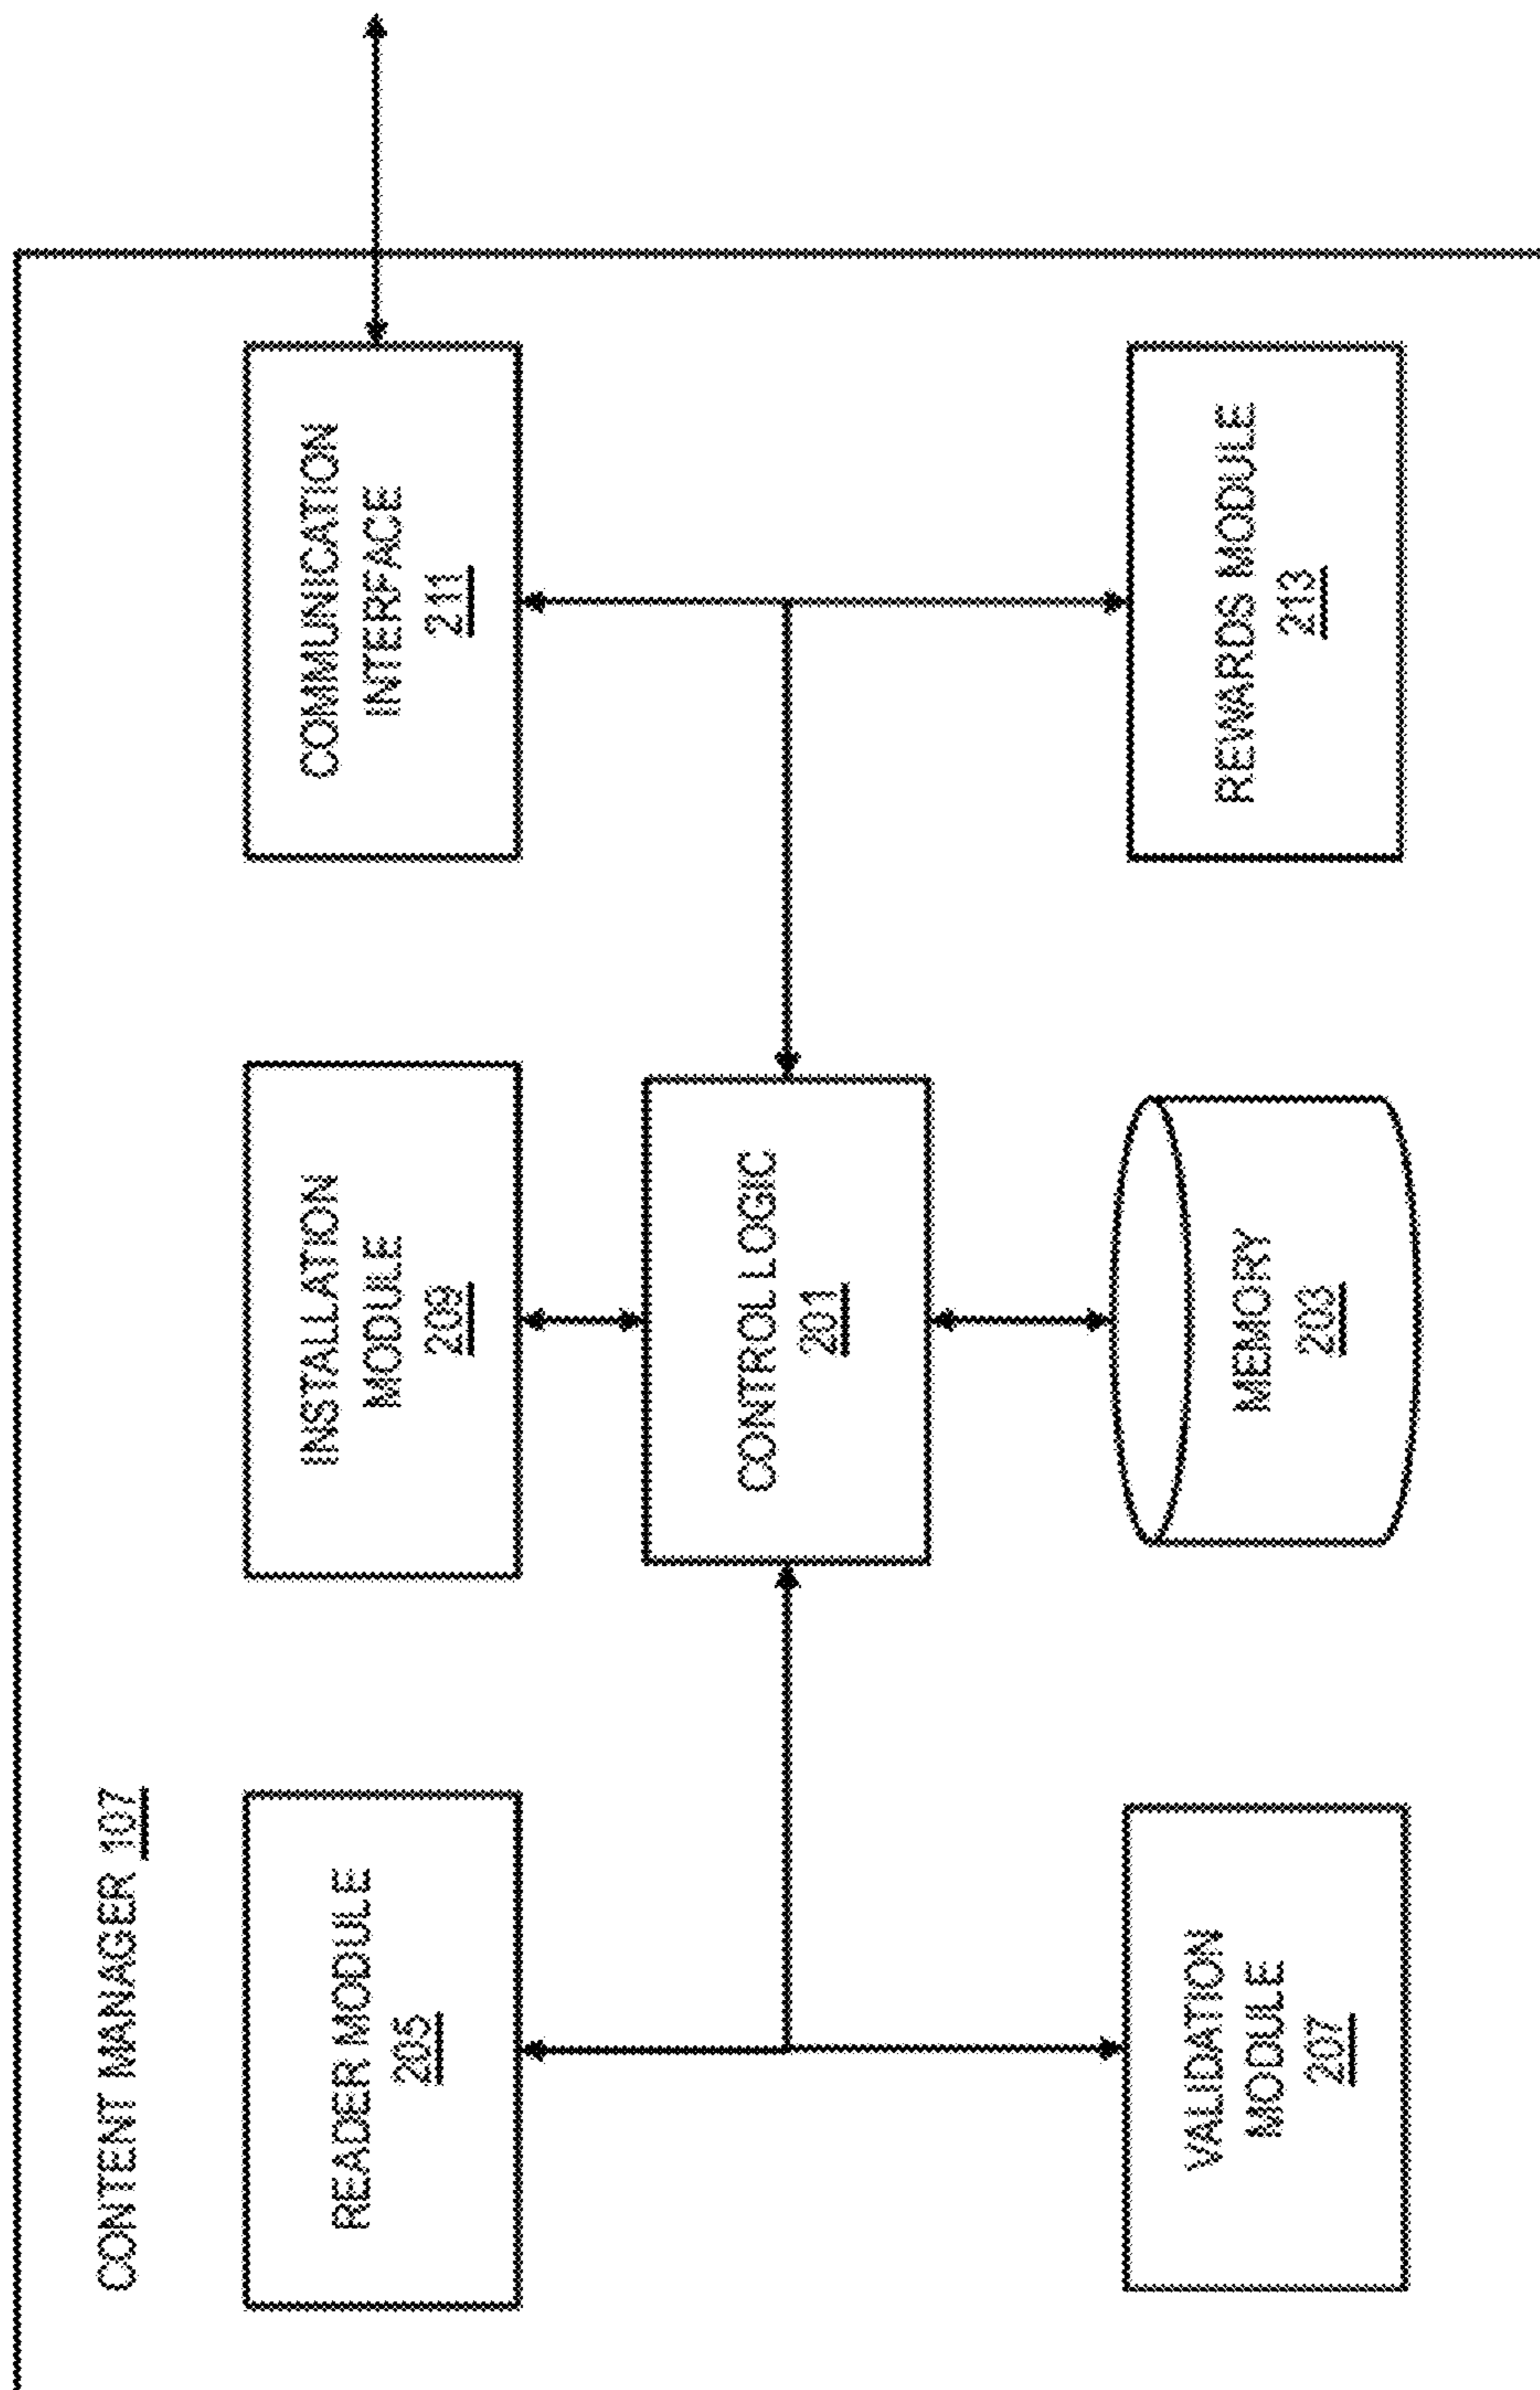 CONTENT MANAGER 107
READER MODULE
205
INSTALLATION
MODULE
209
COMMUNICATION
INTERFACE
211
CONTROL LOGIC
201
VALIDATION
MODULE
207
MEMORY
203
REWARDS MODULE
213